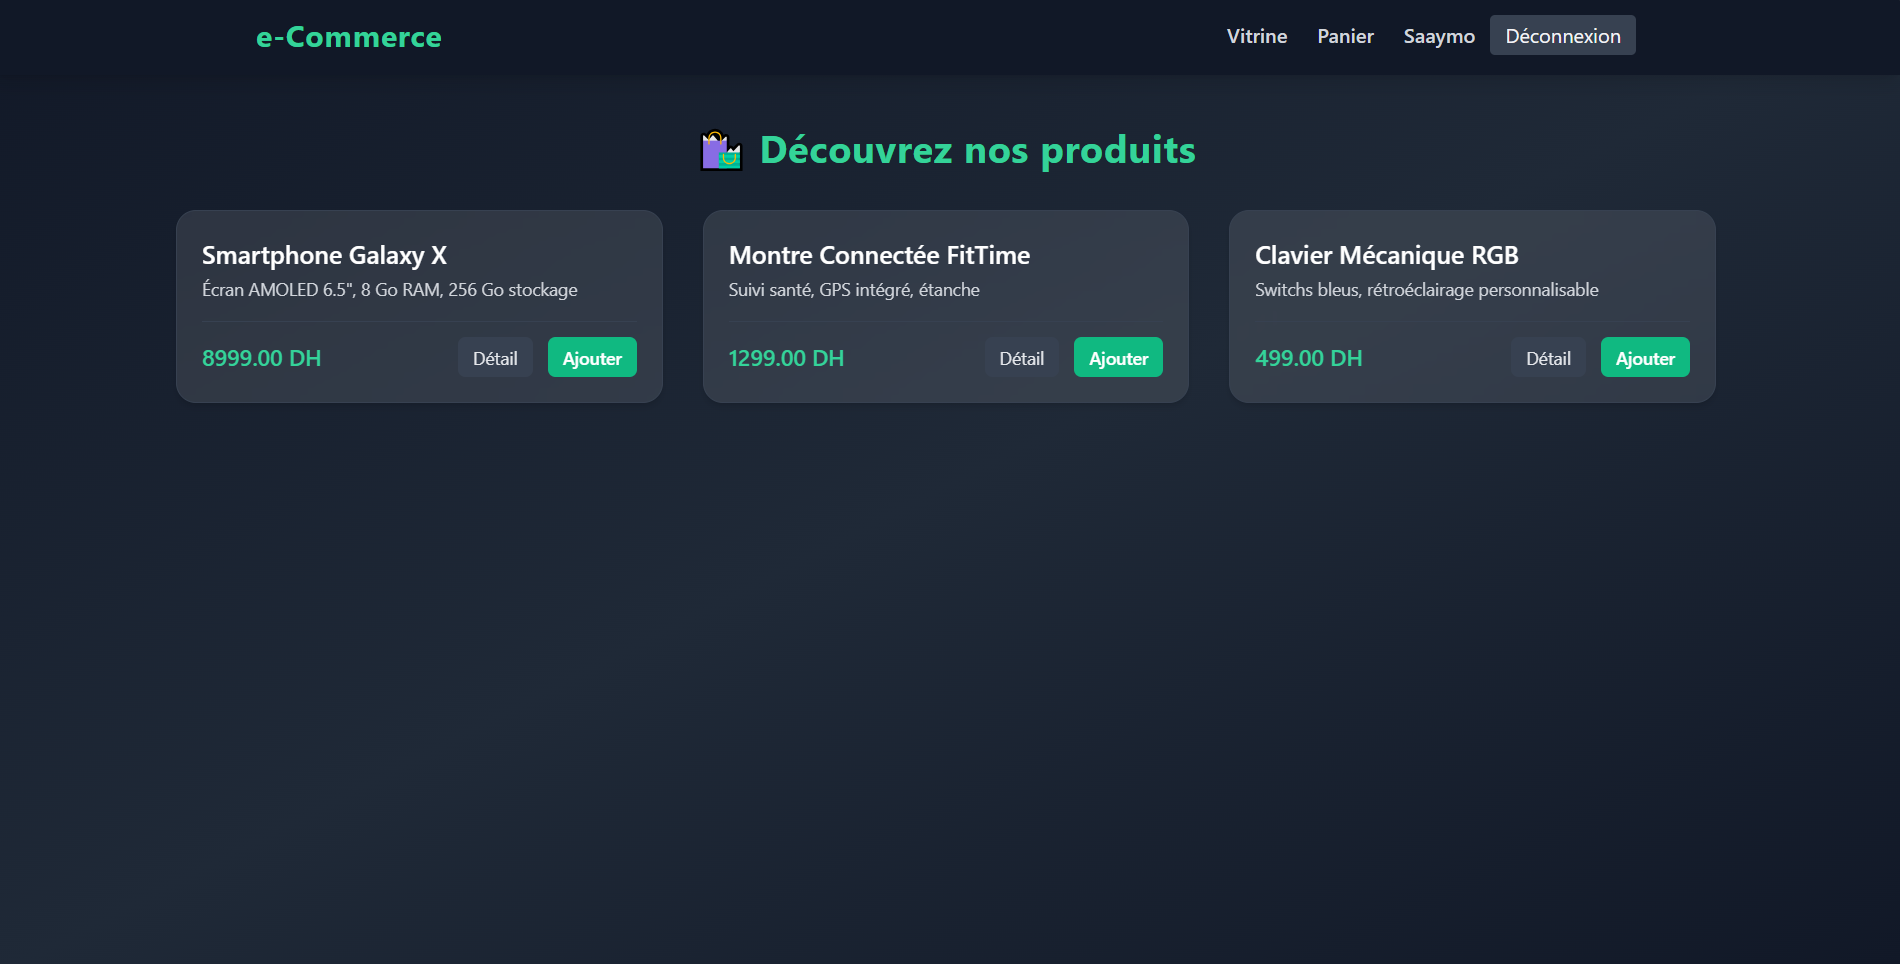 e-Commerce
Vitrine Panier Saaymo Déconnexion
Découvrez nos produits
Smartphone Galaxy X
Écran AMOLED 6.5", 8 Go RAM, 256 Go stockage
8999.00 DH Détail Ajouter
Montre Connectée FitTime
Suivi santé, GPS intégré, étanche
1299.00 DH Détail Ajouter
Clavier Mécanique RGB
Switchs bleus, rétroéclairage personnalisable
499.00 DH Détail Ajouter